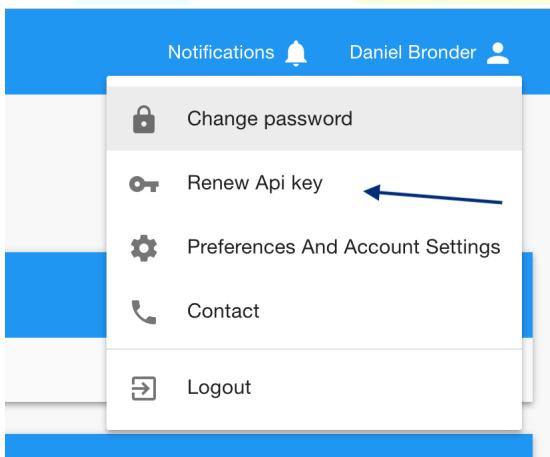 Notifications Daniel Bronder
Change password
Renew Api key
Preferences And Account Settings
Contact
Logout